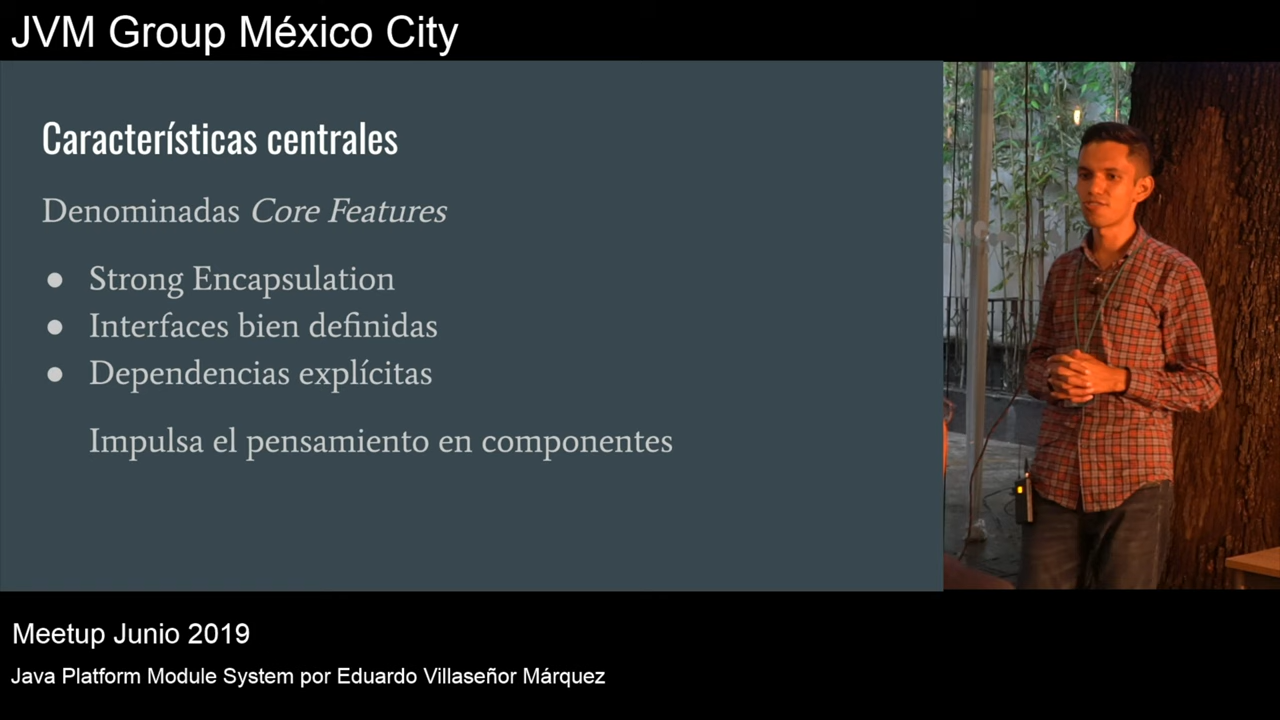 JVM Group México City
Características centrales
Denominadas Core Features
● Strong Encapsulation
● Interfaces bien definidas
● Dependencias explícitas
Impulsa el pensamiento en componentes
Meetup Junio 2019
Java Platform Module System por Eduardo Villaseñor Márquez